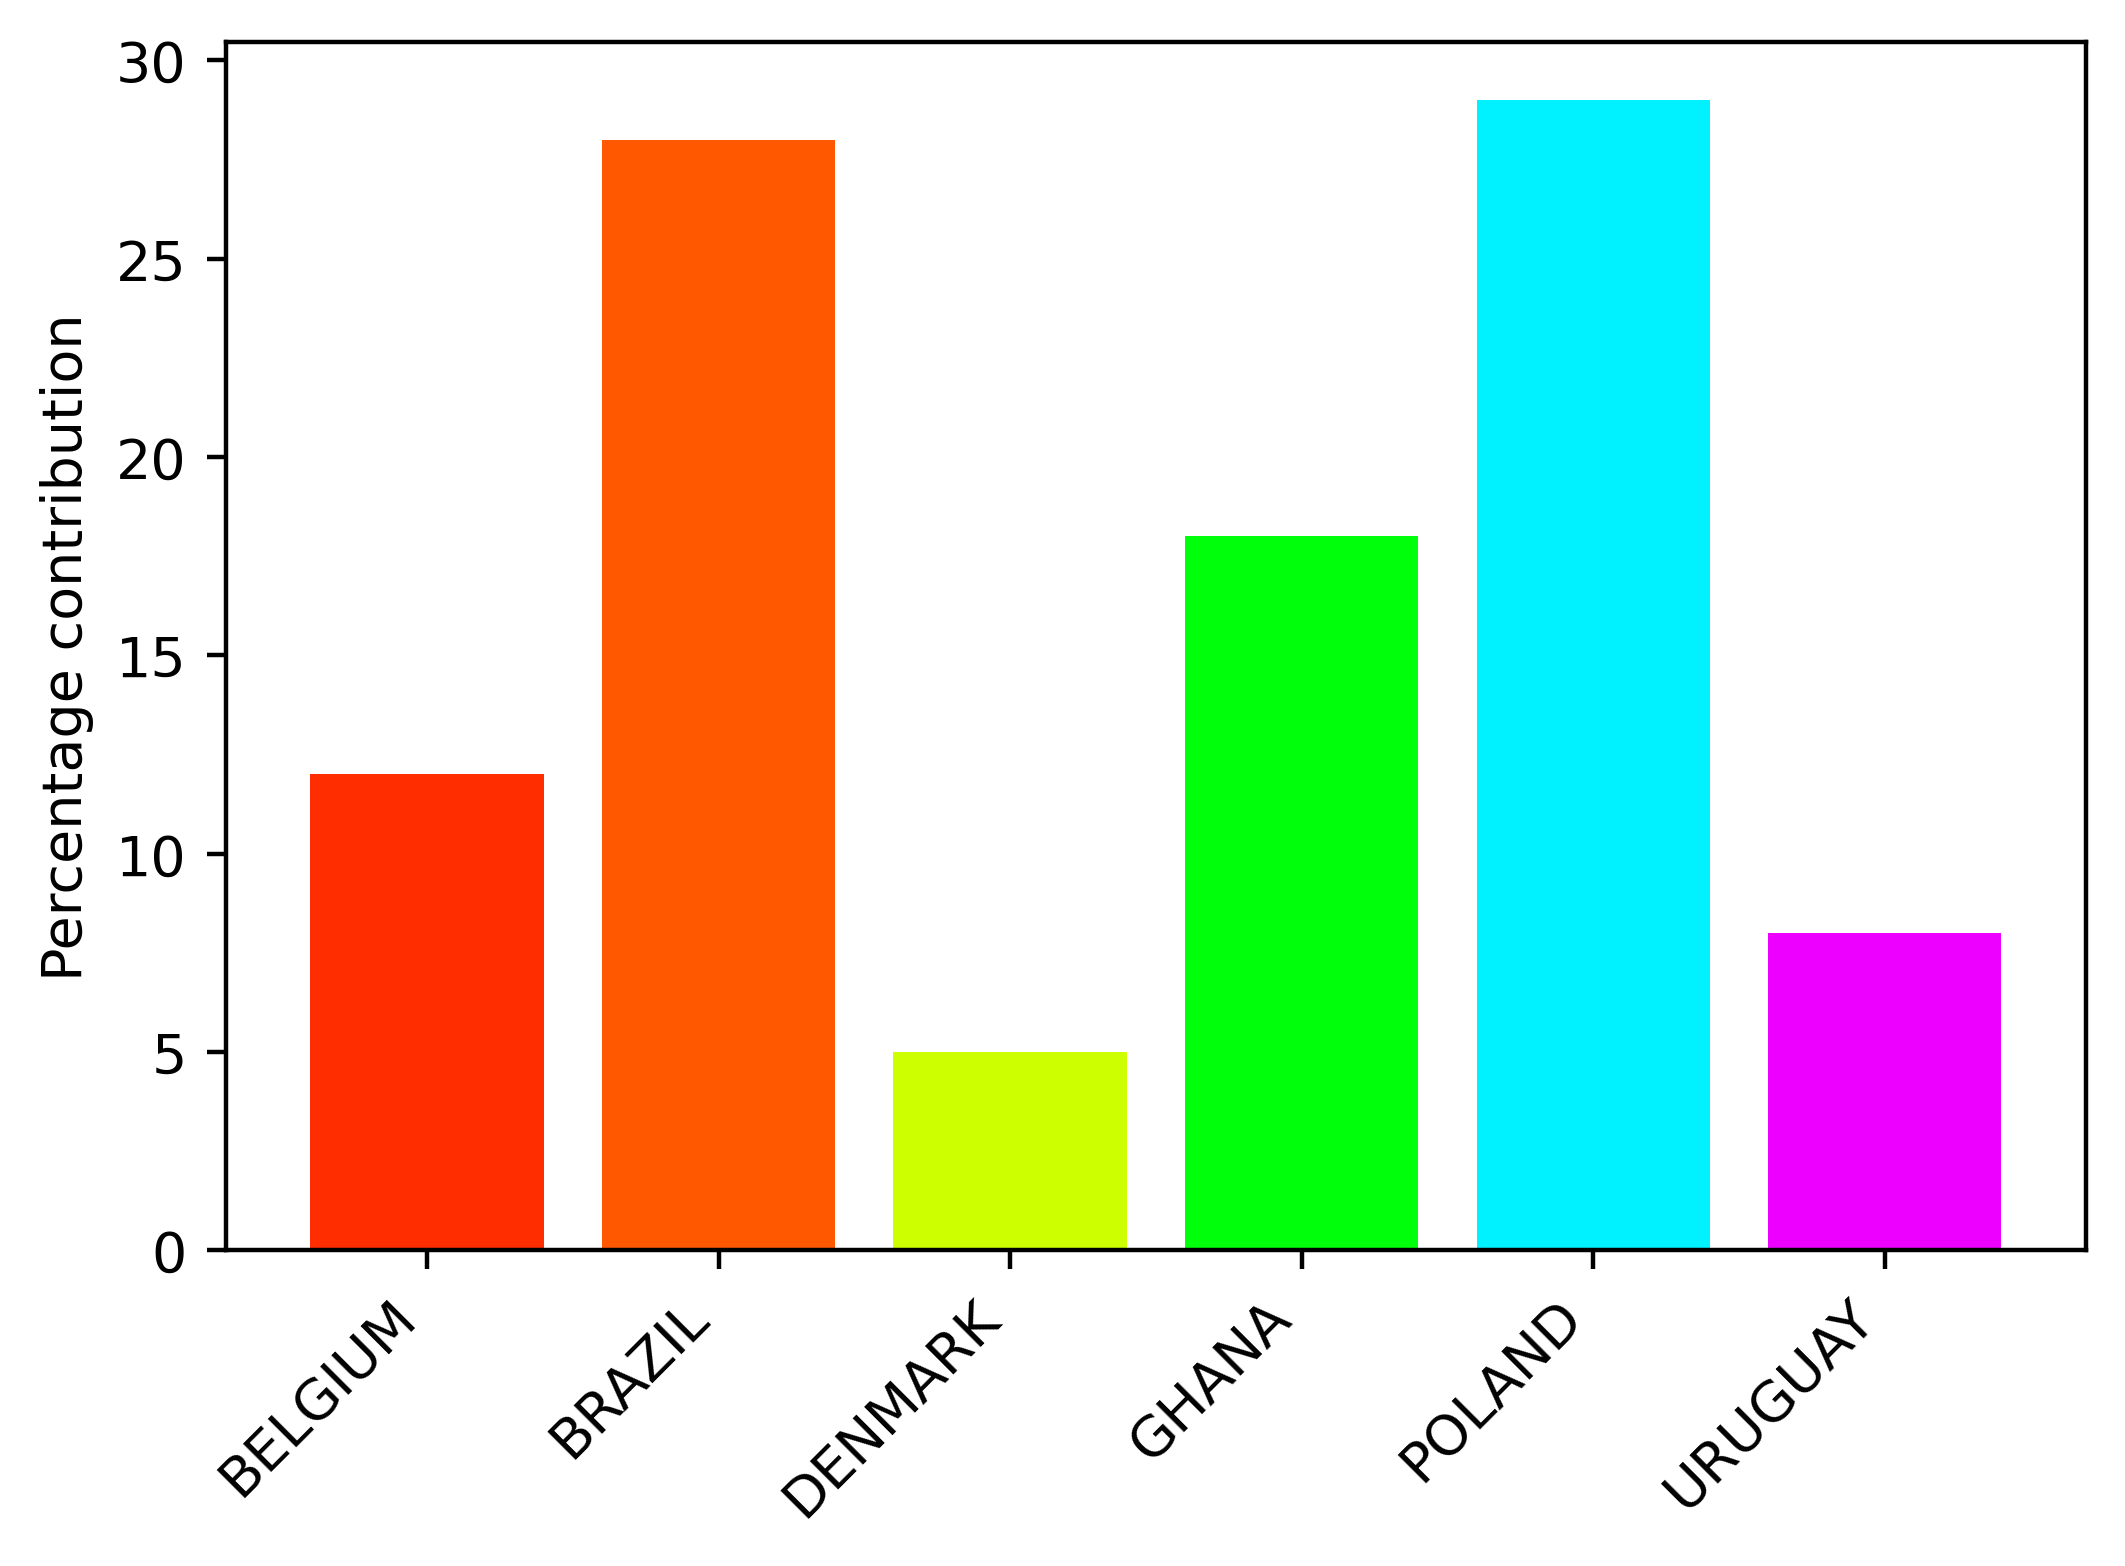 Percentage contribution
30
25
20
15
10
5
0
BELGIUM
BRAZIL
DENMARK
GHANA
POLAND
URUGUAY